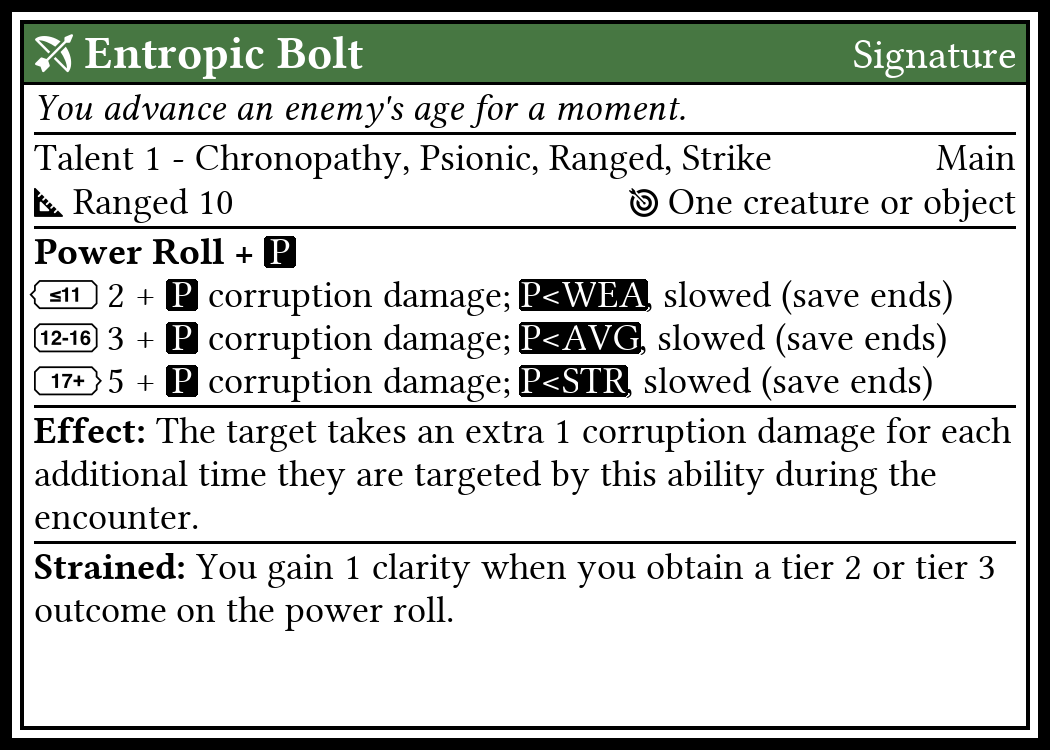 Entropic Bolt Signature
You advance an enemy's age for a moment.
Talent 1 - Chronopathy, Psionic, Ranged, Strike Main
Ranged 10 One creature or object
Power Roll + P
≤11 2 + P corruption damage; P<WEA, slowed (save ends)
12-16 3 + P corruption damage; P<AVG, slowed (save ends)
17+ 5 + P corruption damage; P<STR, slowed (save ends)
Effect: The target takes an extra 1 corruption damage for each
additional time they are targeted by this ability during the
encounter.
Strained: You gain 1 clarity when you obtain a tier 2 or tier 3
outcome on the power roll.